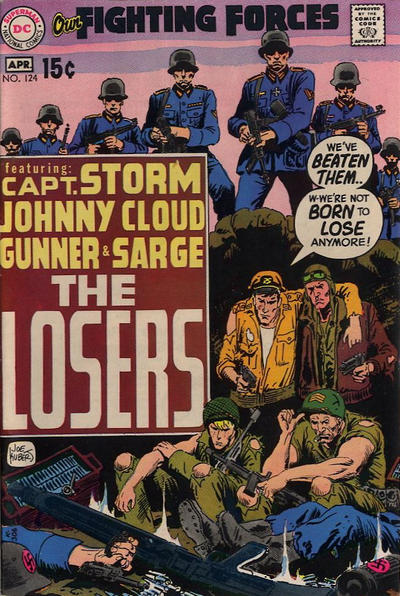 SUPERMAN
DC
NATIONAL COMICS
Our FIGHTING FORCES
APPROVED
BY THE
COMICS
CODE
AUTHORITY
APR.
NO. 124
15¢
featuring:
CAPT. STORM
JOHNNY CLOUD
GUNNER & SARGE
THE
LOSERS
WE'VE
BEATEN
THEM..
W-WE'RE NOT
BORN TO
LOSE
ANYMORE!
JOE
KUBERT